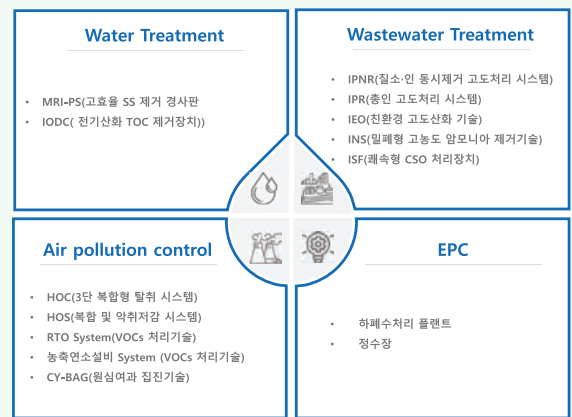 Water Treatment
• MRI-PS(고효율 SS 제거 경사판
• IODC( 전기산화 TOC 제거장치))
Wastewater Treatment
• IPNR(질소·인 동시제거 고도처리 시스템)
• IPR(총인 고도처리 시스템)
• IEO(친환경 고도산화 기술)
• INS(밀폐형 고농도 암모니아 제거기술)
• ISF(쾌속형 CSO 처리장치)
Air pollution control
• HOC(3단 복합형 탈취 시스템)
• HOS(복합 및 악취저감 시스템)
• RTO System(VOCs 처리기술)
• 농축연소설비 System (VOCs 처리기술)
• CY-BAG(원심여과 집진기술)
EPC
• 하폐수처리 플랜트
• 정수장